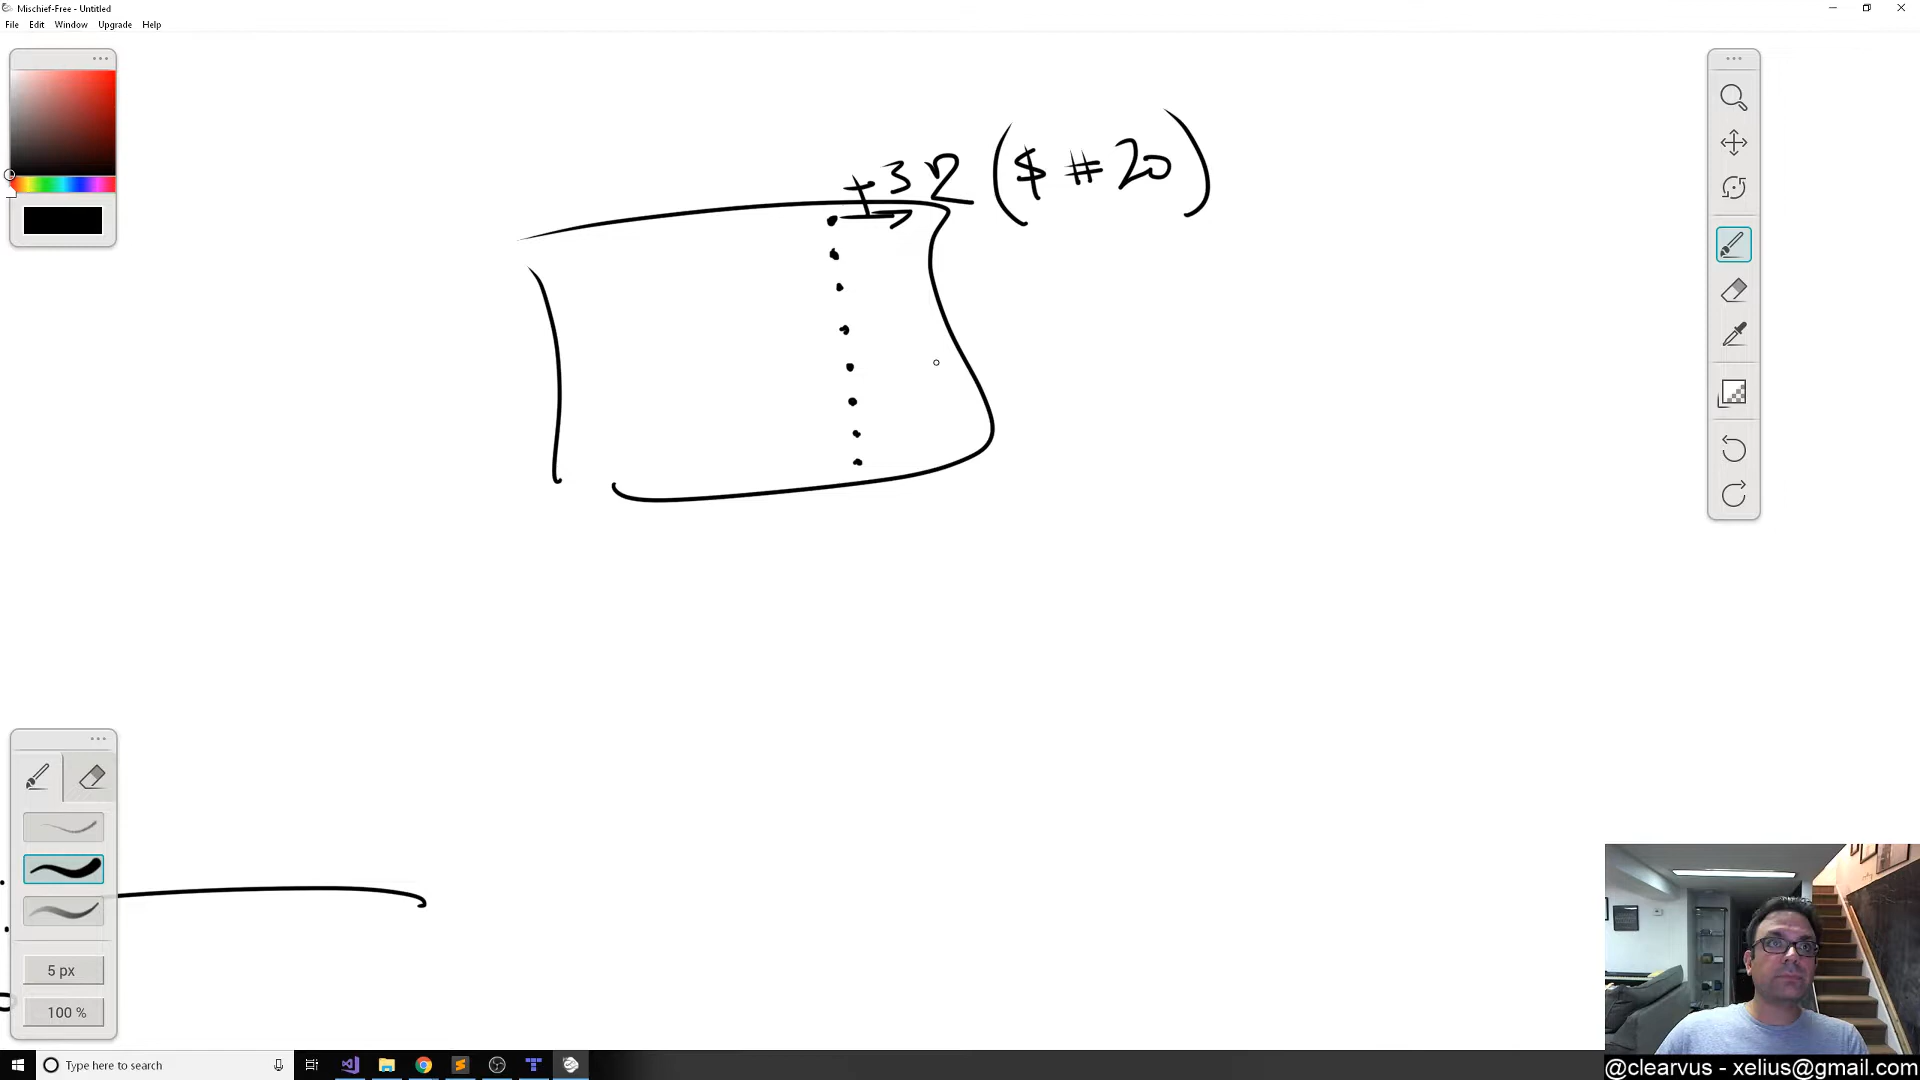 Mischief-Free - Untitled
File Edit Window Upgrade Help
+32 ($ #20)
5 px
100 %
Type here to search
@clearvus - xelius@gmail.com